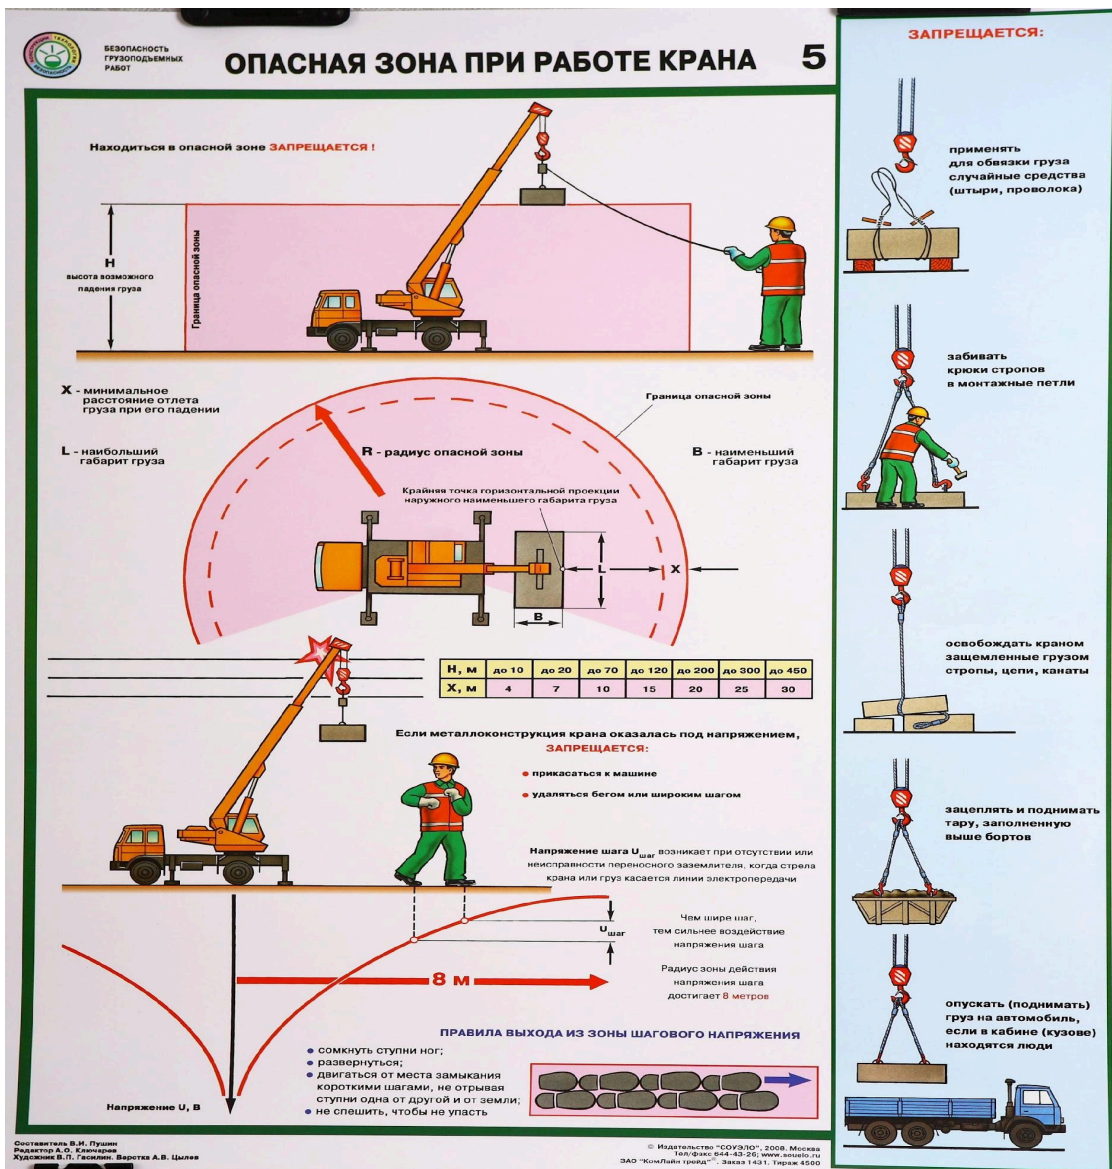 БЕЗОПАСНОСТЬ
ГРУЗОПОДЪЕМНЫХ
РАБОТ
ОПАСНАЯ ЗОНА ПРИ РАБОТЕ КРАНА
5
Находиться в опасной зоне ЗАПРЕЩАЕТСЯ !
H
высота возможного
падения груза
Граница опасной зоны
X - минимальное
расстояние отлета
груза при его падении
L - наибольший
габарит груза
R - радиус опасной зоны
Граница опасной зоны
B - наименьший
габарит груза
Крайняя точка горизонтальной проекции
наружного наименьшего габарита груза
L
X
B
H, м до 10 до 20 до 70 до 120 до 200 до 300 до 450
X, м 4 7 10 15 20 25 30
Если металлоконструкция крана оказалась под напряжением,
ЗАПРЕЩАЕТСЯ:
• прикасаться к машине
• удаляться бегом или широким шагом
Напряжение шага Uшаг возникает при отсутствии или
неисправности переносного заземлителя, когда стрела
крана или груз касается линии электропередачи
Uшаг
Чем шире шаг,
тем сильнее воздействие
напряжения шага
8 м
Радиус зоны действия
напряжения шага
достигает 8 метров
Напряжение U, В
ПРАВИЛА ВЫХОДА ИЗ ЗОНЫ ШАГОВОГО НАПРЯЖЕНИЯ
• сомкнуть ступни ног;
• развернуться;
• двигаться от места замыкания
короткими шагами, не отрывая
ступни одна от другой и от земли;
• не спешить, чтобы не упасть
ЗАПРЕЩАЕТСЯ:
применять
для обвязки груза
случайные средства
(штыри, проволока)
забивать
крюки стропов
в монтажные петли
освобождать краном
защемленные грузом
стропы, цепи, канаты
зацеплять и поднимать
тару, заполненную
выше бортов
опускать (поднимать)
груз на автомобиль,
если в кабине (кузове)
находятся люди
Составитель В.И. Пушин
Редактор А.О. Ключарев
Художник В.Л. Гасилин. Верстка А.В. Цылев
© Издательство "СОУЭЛО", 2008. Москва
Тел/факс 644-43-26; www.souelo.ru
ЗАО "КомЛайн трейд"®. Заказ 1431. Тираж 4500